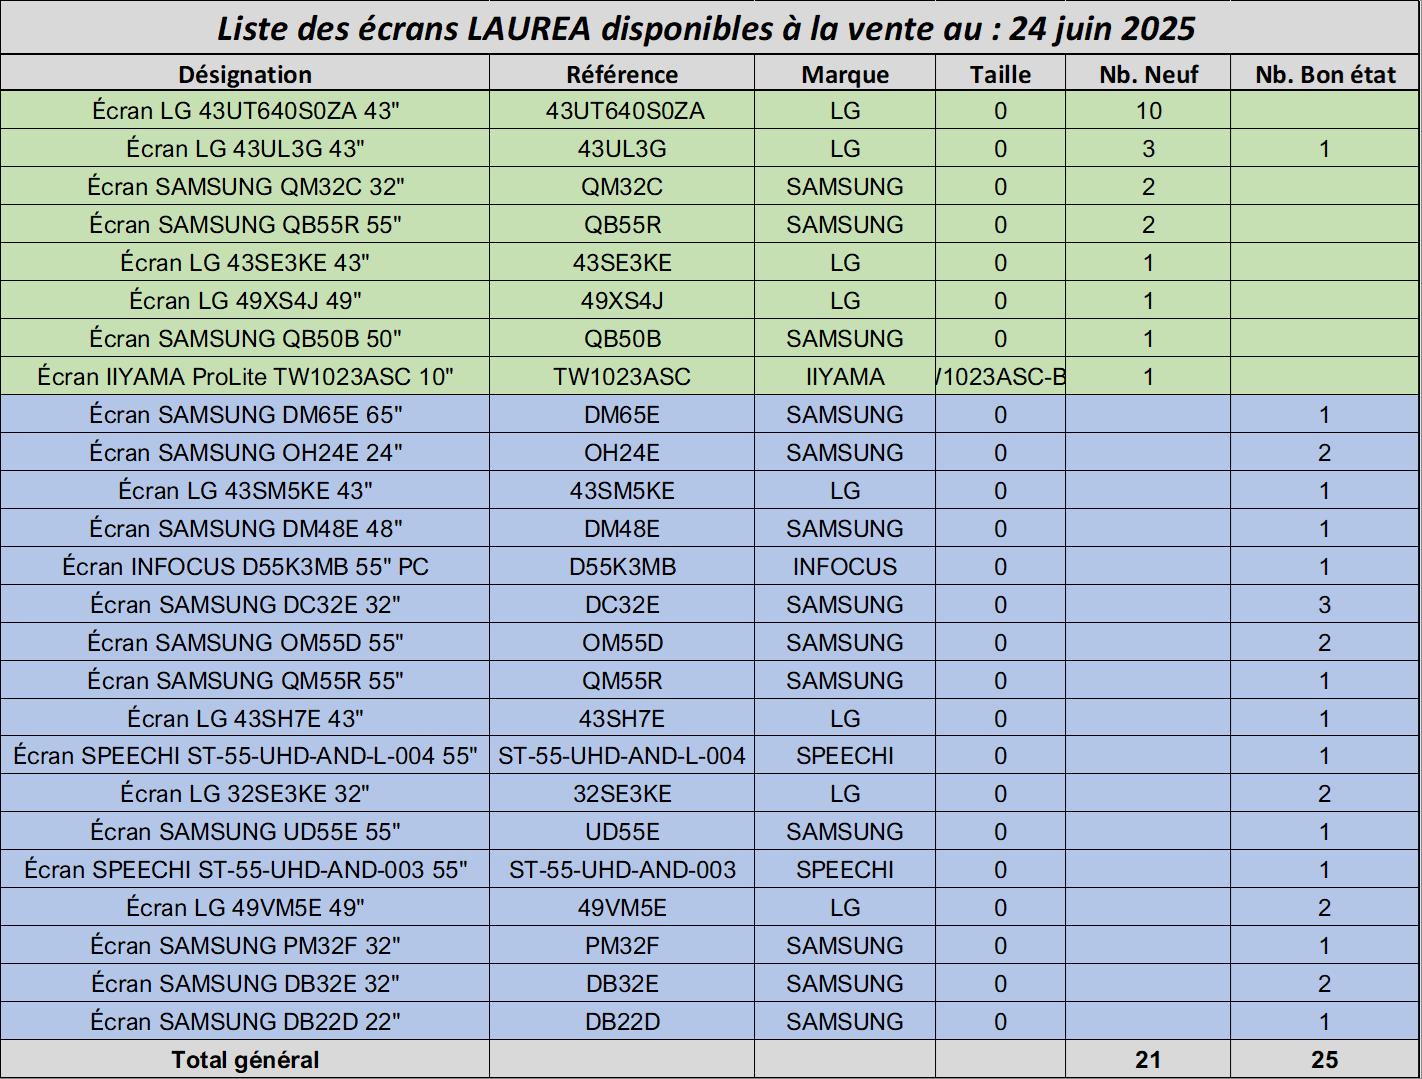 Liste des écrans LAUREA disponibles à la vente au : 24 juin 2025
Désignation Référence Marque Taille Nb. Neuf Nb. Bon état
Écran LG 43UT640S0ZA 43" 43UT640S0ZA LG 0 10
Écran LG 43UL3G 43" 43UL3G LG 0 3 1
Écran SAMSUNG QM32C 32" QM32C SAMSUNG 0 2
Écran SAMSUNG QB55R 55" QB55R SAMSUNG 0 2
Écran LG 43SE3KE 43" 43SE3KE LG 0 1
Écran LG 49XS4J 49" 49XS4J LG 0 1
Écran SAMSUNG QB50B 50" QB50B SAMSUNG 0 1
Écran IIYAMA ProLite TW1023ASC 10" TW1023ASC IIYAMA /1023ASC-B 1
Écran SAMSUNG DM65E 65" DM65E SAMSUNG 0 1
Écran SAMSUNG OH24E 24" OH24E SAMSUNG 0 2
Écran LG 43SM5KE 43" 43SM5KE LG 0 1
Écran SAMSUNG DM48E 48" DM48E SAMSUNG 0 1
Écran INFOCUS D55K3MB 55" PC D55K3MB INFOCUS 0 1
Écran SAMSUNG DC32E 32" DC32E SAMSUNG 0 3
Écran SAMSUNG OM55D 55" OM55D SAMSUNG 0 2
Écran SAMSUNG QM55R 55" QM55R SAMSUNG 0 1
Écran LG 43SH7E 43" 43SH7E LG 0 1
Écran SPEECHI ST-55-UHD-AND-L-004 55" ST-55-UHD-AND-L-004 SPEECHI 0 1
Écran LG 32SE3KE 32" 32SE3KE LG 0 2
Écran SAMSUNG UD55E 55" UD55E SAMSUNG 0 1
Écran SPEECHI ST-55-UHD-AND-003 55" ST-55-UHD-AND-003 SPEECHI 0 1
Écran LG 49VM5E 49" 49VM5E LG 0 2
Écran SAMSUNG PM32F 32" PM32F SAMSUNG 0 1
Écran SAMSUNG DB32E 32" DB32E SAMSUNG 0 2
Écran SAMSUNG DB22D 22" DB22D SAMSUNG 0 1
Total général 21 25